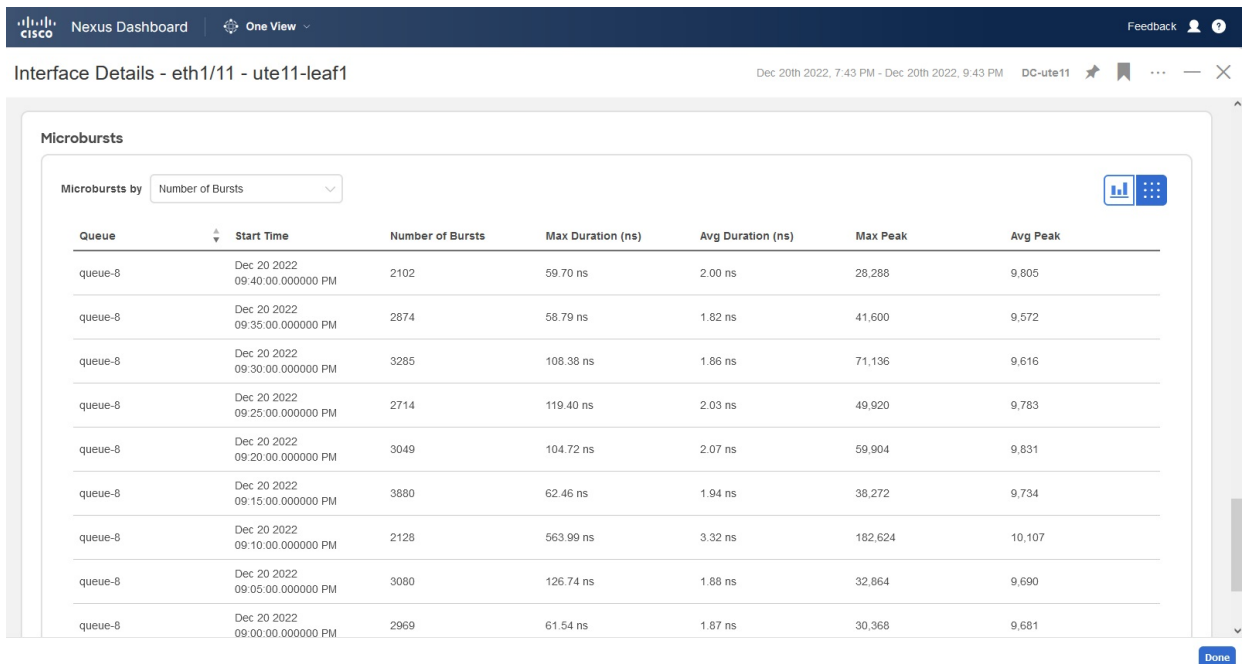 cisco Nexus Dashboard One View Feedback
Interface Details - eth1/11 - ute11-leaf1 Dec 20th 2022, 7:43 PM - Dec 20th 2022, 9:43 PM DC-ute11
Microbursts
Microbursts by Number of Bursts
Queue Start Time Number of Bursts Max Duration (ns) Avg Duration (ns) Max Peak Avg Peak
queue-8 Dec 20 2022 09:40:00.000000 PM 2102 59.70 ns 2.00 ns 28,288 9,805
queue-8 Dec 20 2022 09:35:00.000000 PM 2874 58.79 ns 1.82 ns 41,600 9,572
queue-8 Dec 20 2022 09:30:00.000000 PM 3285 108.38 ns 1.86 ns 71,136 9,616
queue-8 Dec 20 2022 09:25:00.000000 PM 2714 119.40 ns 2.03 ns 49,920 9,783
queue-8 Dec 20 2022 09:20:00.000000 PM 3049 104.72 ns 2.07 ns 59,904 9,831
queue-8 Dec 20 2022 09:15:00.000000 PM 3880 62.46 ns 1.94 ns 38,272 9,734
queue-8 Dec 20 2022 09:10:00.000000 PM 2128 563.99 ns 3.32 ns 182,624 10,107
queue-8 Dec 20 2022 09:05:00.000000 PM 3080 126.74 ns 1.88 ns 32,864 9,690
queue-8 Dec 20 2022 09:00:00.000000 PM 2969 61.54 ns 1.87 ns 30,368 9,681
Done